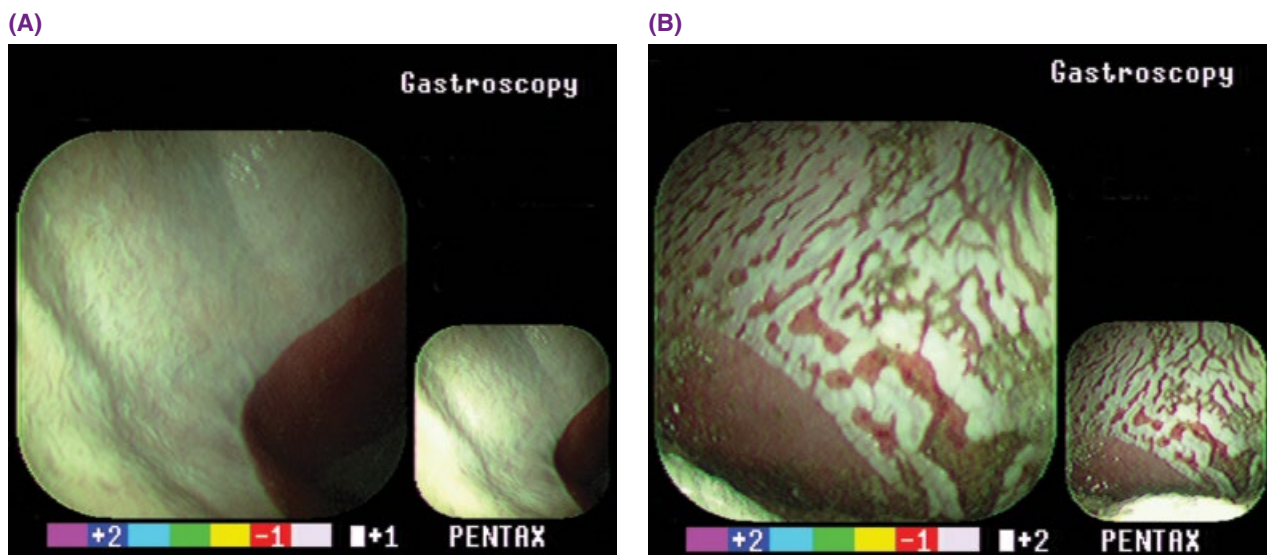 (A)
Gastroscopy
+2 -1 +1 PENTAX
(B)
Gastroscopy
+2 -1 +2 PENTAX